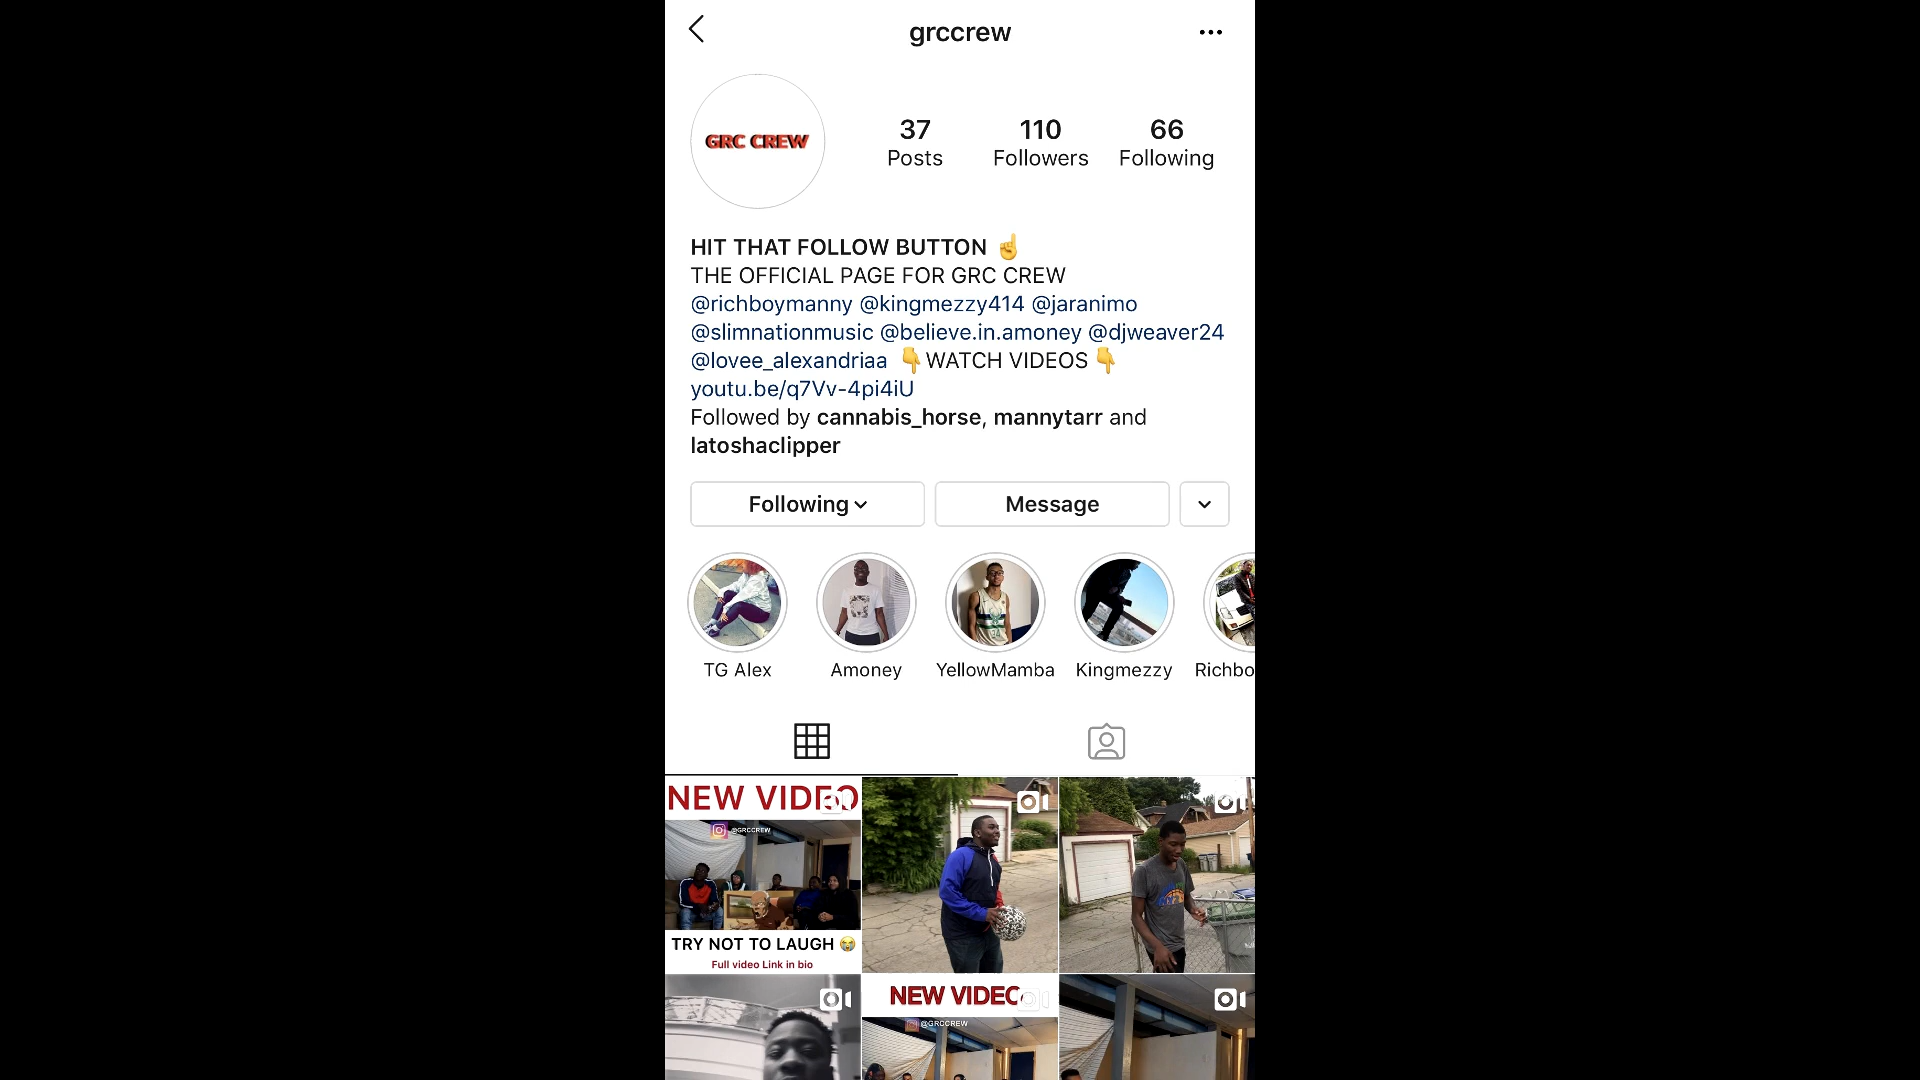 grccrew
GRC CREW
37 Posts
110 Followers
66 Following
HIT THAT FOLLOW BUTTON ☝️
THE OFFICIAL PAGE FOR GRC CREW
@richboymanny @kingmezzy414 @jaranimo
@slimnationmusic @believe.in.amoney @djweaver24
@lovee_alexandriaa 👇WATCH VIDEOS👇
youtu.be/q7Vv-4pi4iU
Followed by cannabis_horse, mannytarr and
latoshaclipper
Following
Message
TG Alex
Amoney
YellowMamba
Kingmezzy
Richbo
NEW VIDEO
@GRCCREW
TRY NOT TO LAUGH 😭
Full video Link in bio
NEW VIDEO
@GRCCREW